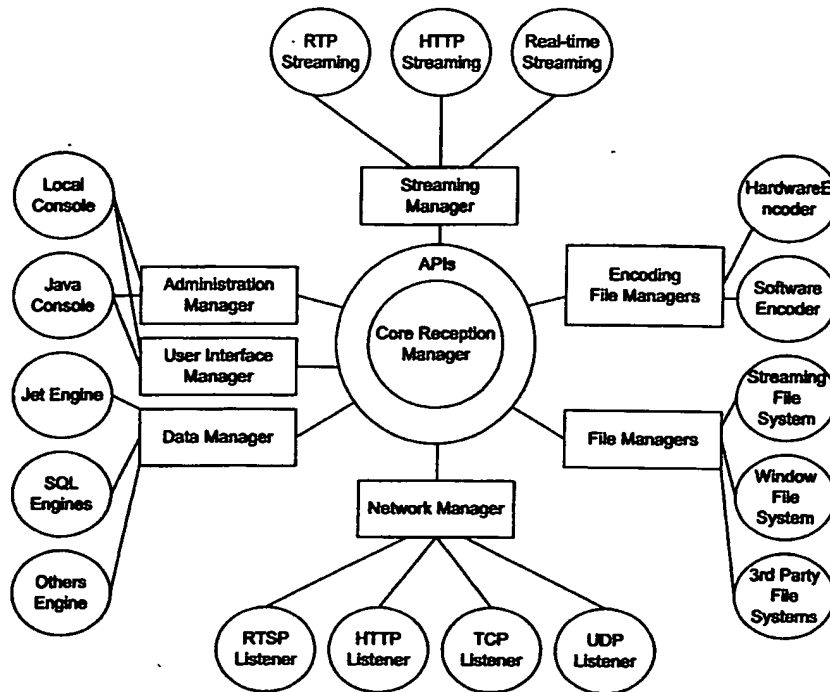 RTP
Streaming
HTTP
Streaming
Real-time
Streaming
Streaming
Manager
Local
Console
Java
Console
Jet Engine
SQL
Engines
Others
Engine
Administration
Manager
User Interface
Manager
Data Manager
APIs
Core Reception
Manager
Encoding
File Managers
File Managers
HardwareE
ncoder
Software
Encoder
Streaming
File
System
Window
File
System
3rd Party
File
Systems
Network Manager
RTSP
Listener
HTTP
Listener
TCP
Listener
UDP
Listener